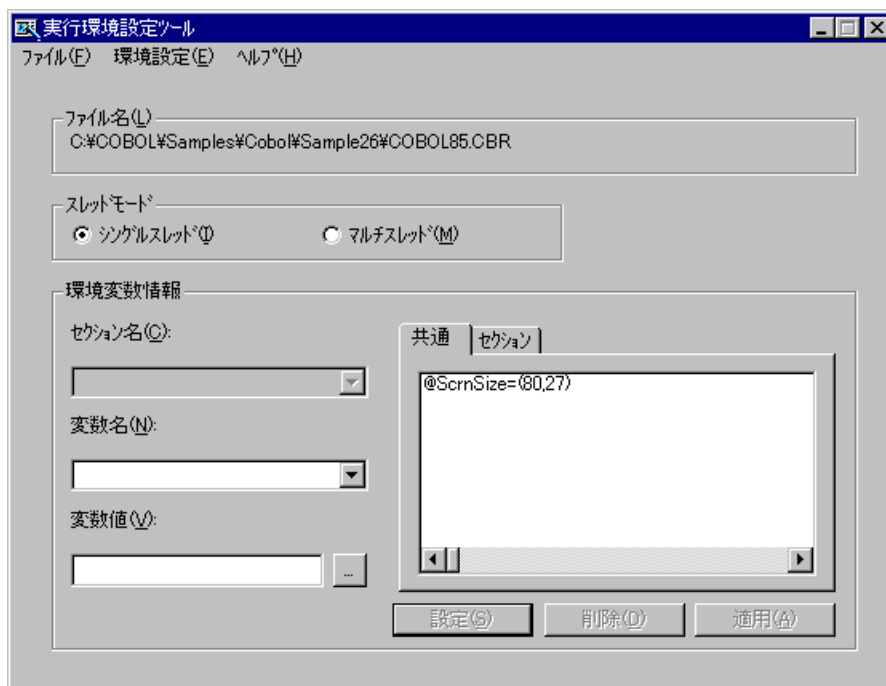 実行環境設定ツール
ファイル(F) 環境設定(E) ヘルプ(H)
ファイル名(L)
C:¥COBOL¥Samples¥Cobol¥Sample26¥COBOL85.CBR
スレッドモード
シングルスレッド(I) マルチスレッド(M)
環境変数情報
セクション名(C):
共通 セクション
@ScrnSize=(80,27)
変数名(N):
変数値(V):
...
設定(S) 削除(D) 適用(A)